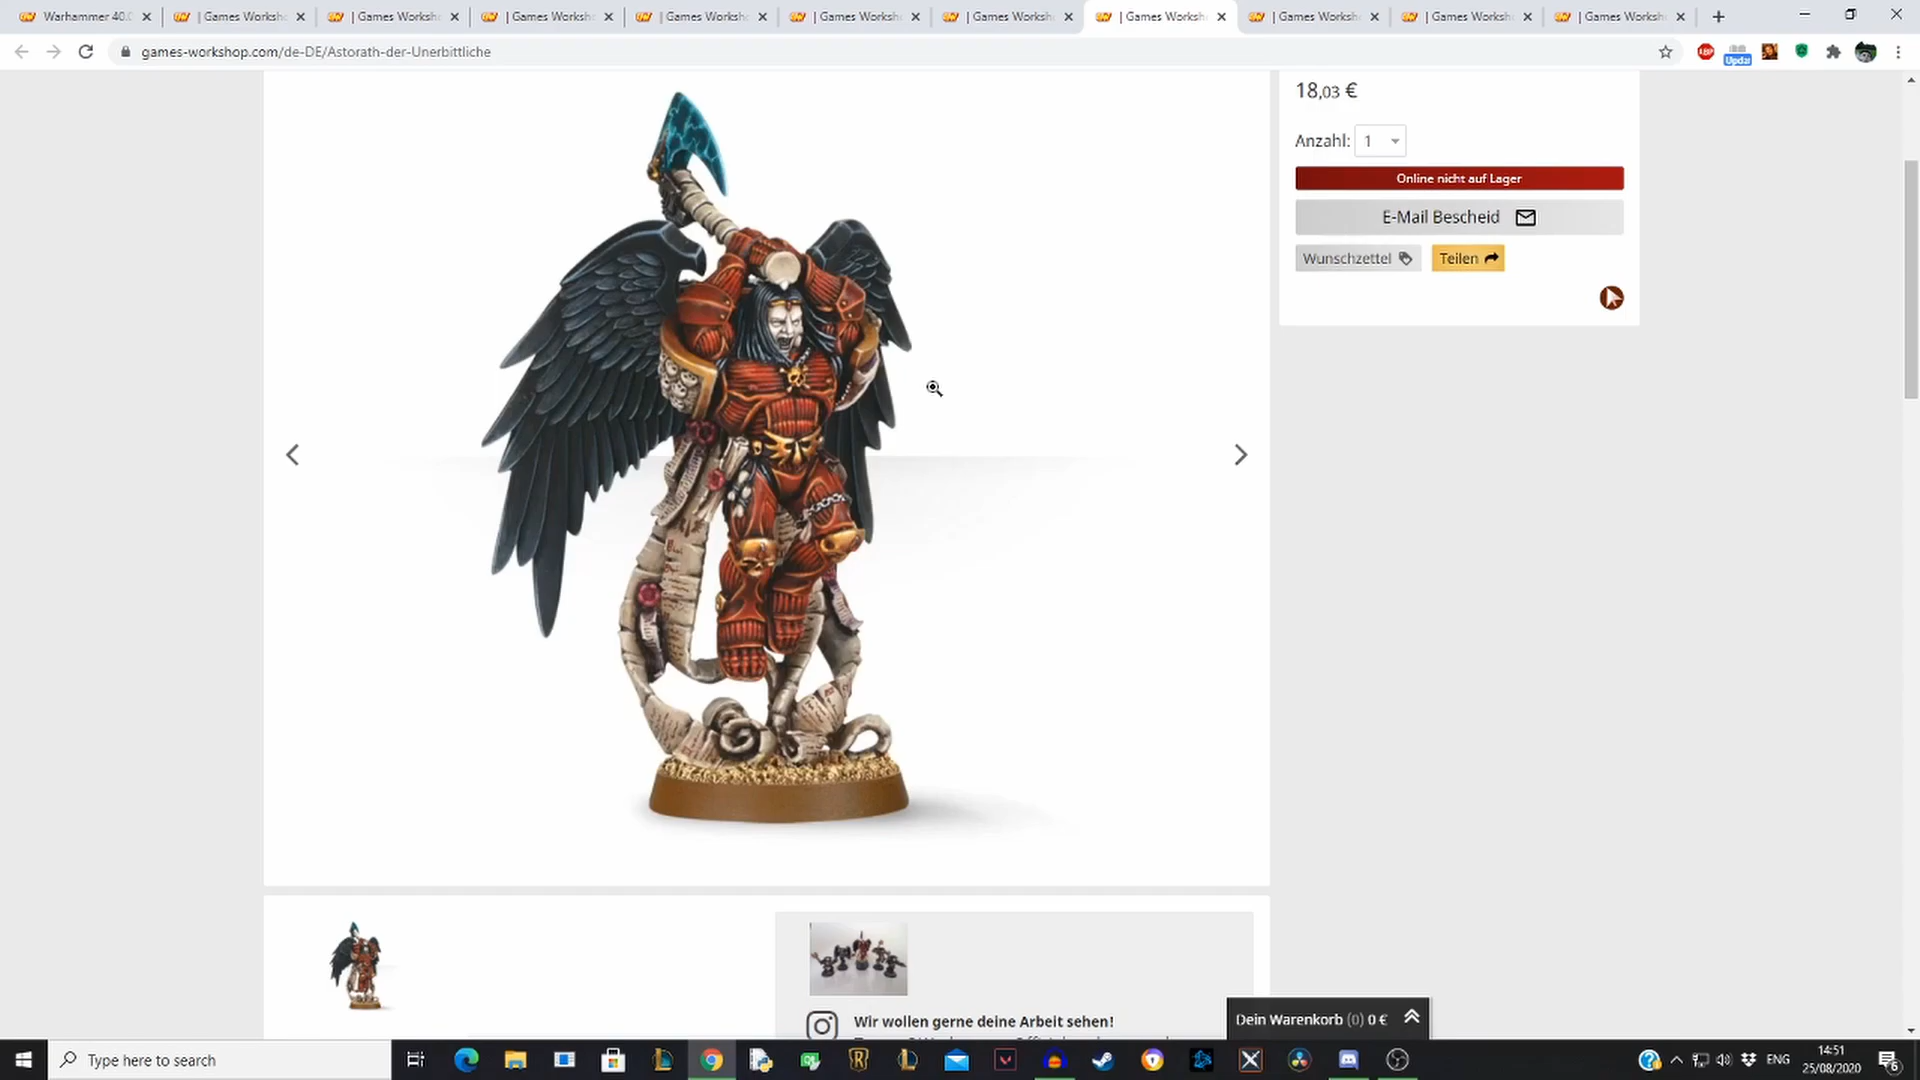 Warhammer 40.0
| Games Worksh
| Games Worksh
| Games Worksh
| Games Worksh
| Games Worksh
| Games Worksh
| Games Worksh
| Games Worksh
| Games Worksh
| Games Worksh
games-workshop.com/de-DE/Astorath-der-Unerbittliche
ABP
Updat
18,03 €
Anzahl: 1
Online nicht auf Lager
E-Mail Bescheid
Wunschzettel
Teilen
Wir wollen gerne deine Arbeit sehen!
Dein Warenkorb (0) 0 €
Type here to search
ENG
14:51
25/08/2020
6